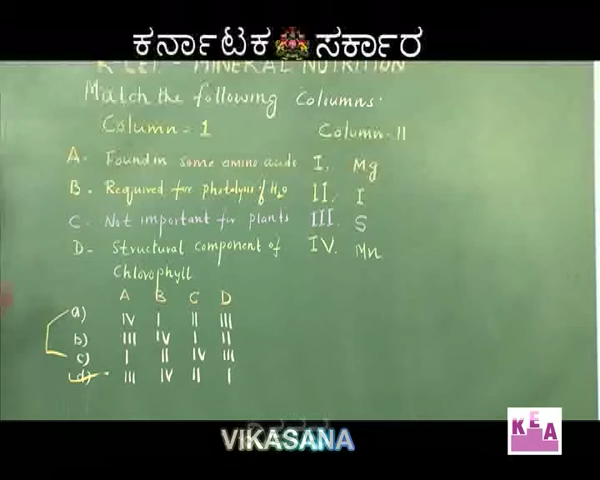 ಕರ್ನಾಟಕ ಸರ್ಕಾರ
K-CET - MINERAL NUTRITION
Match the following Columns.
Column - 1 Column - II
A. Found in some amino acids I. Mg
B. Required for photolysis of H2O II. I
C. Not important for plants III. S
D- Structural component of IV. Mn
Chlorophyll
A B C D
a) IV I II III
b) III IV I II
c) I II IV III
d) III IV II I
VIKASANA
KEA